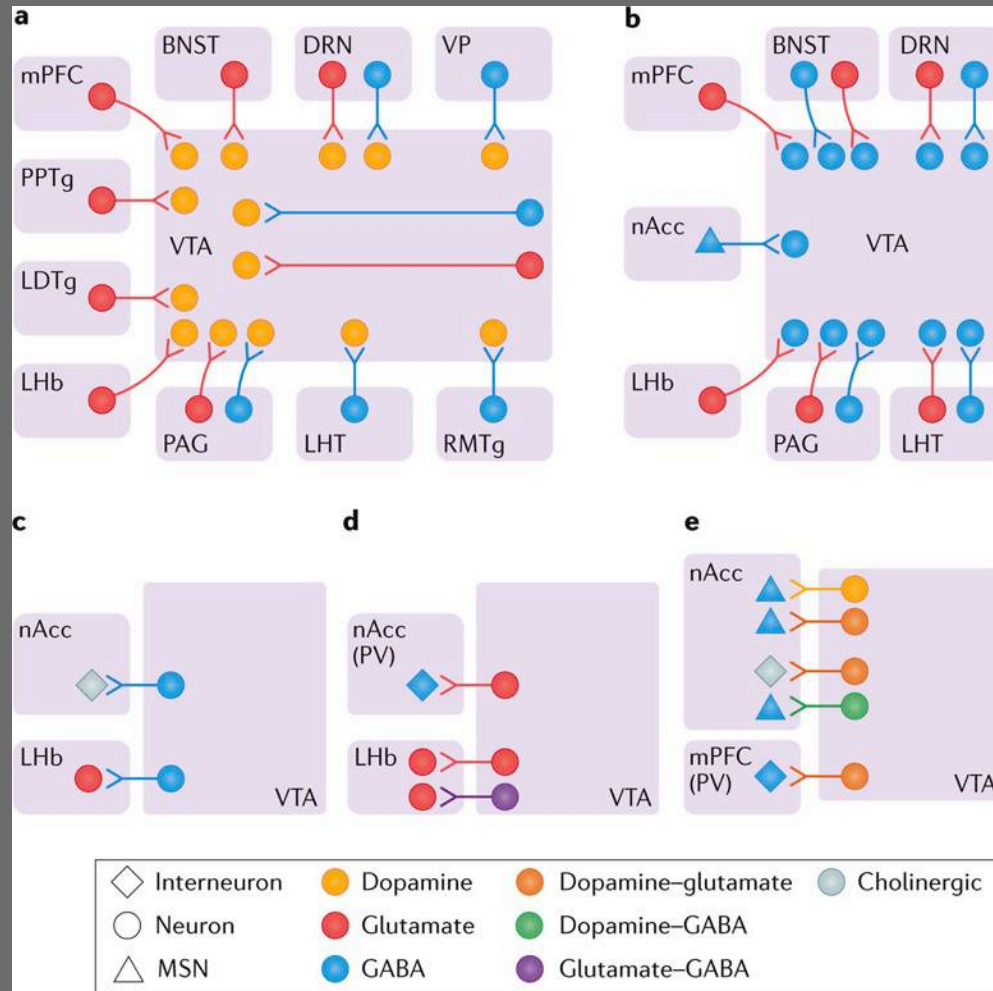 a
BNST
DRN
VP
mPFC
PPTg
VTA
LDTg
LHb
PAG
LHT
RMTg
b
BNST
DRN
mPFC
nAcc
VTA
LHb
PAG
LHT
c
nAcc
LHb
VTA
d
nAcc
(PV)
LHb
VTA
e
nAcc
mPFC
(PV)
VTA
Interneuron
Dopamine
Dopamine–glutamate
Cholinergic
Neuron
Glutamate
Dopamine–GABA
MSN
GABA
Glutamate–GABA